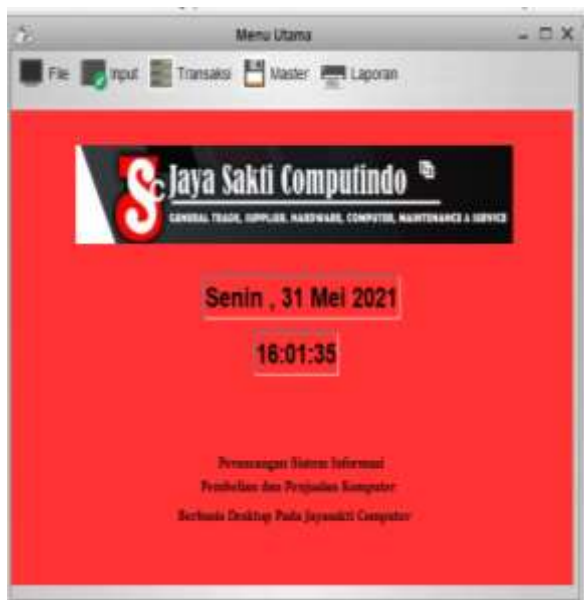 Menu Utama
File Input Transaksi Master Laporan
JSC Jaya Sakti Computindo
GENERAL TRADE, SUPPLIER, HARDWARE, COMPUTER, MAINTENANCE & SERVICE
Senin , 31 Mei 2021
16:01:35
Perancangan Sistem Informasi
Pembelian dan Penjualan Komputer
Berbasis Desktop Pada Jayasakti Computer